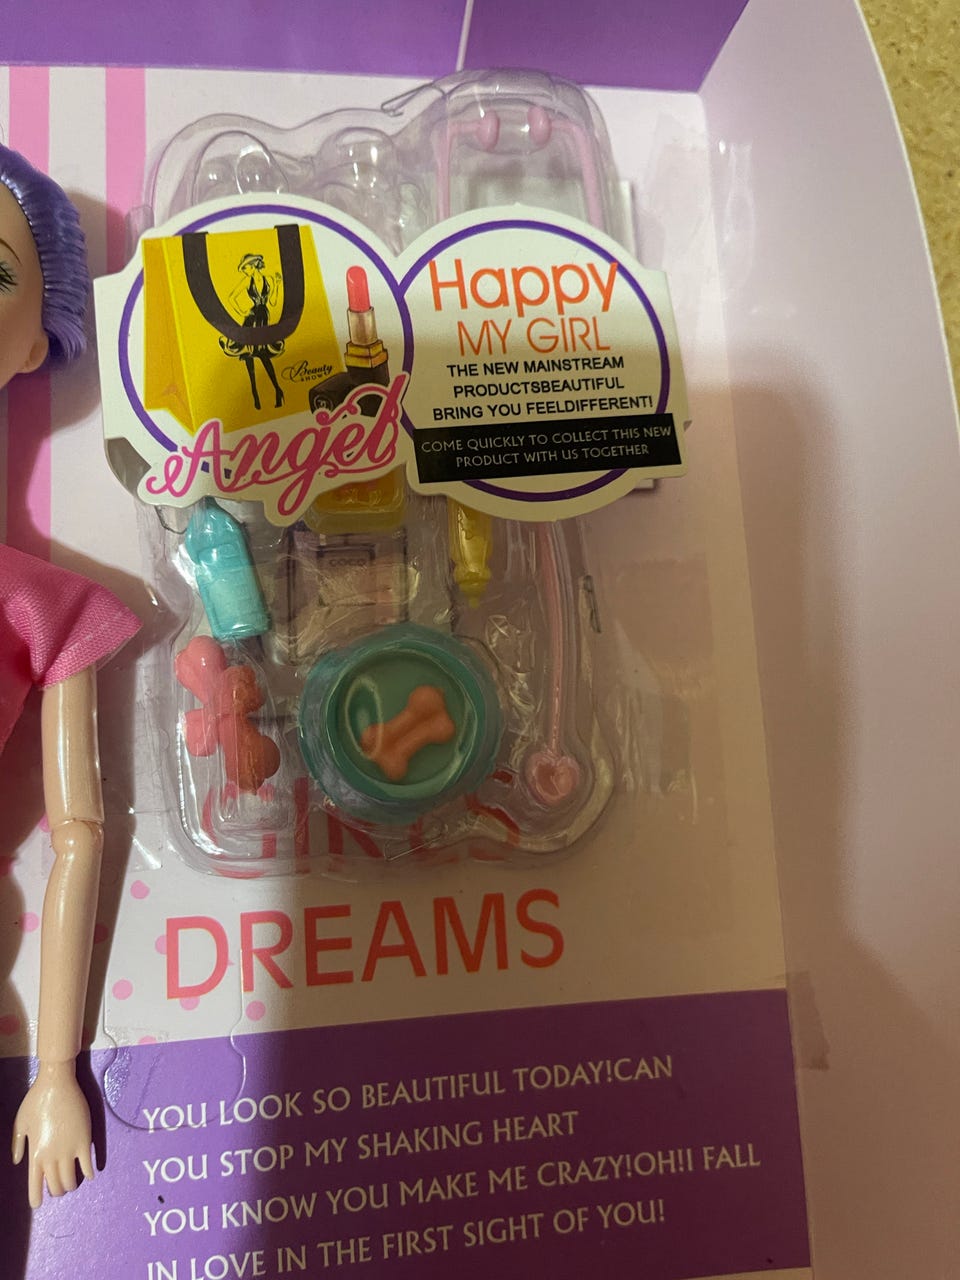 Beauty
SHOW
Angel
Happy
MY GIRL
THE NEW MAINSTREAM
PRODUCTSBEAUTIFUL
BRING YOU FEELDIFFERENT!
COME QUICKLY TO COLLECT THIS NEW
PRODUCT WITH US TOGETHER
COCO
GIRLS
DREAMS
YOU LOOK SO BEAUTIFUL TODAY!CAN
YOU STOP MY SHAKING HEART
YOU KNOW YOU MAKE ME CRAZY!OH!I FALL
IN LOVE IN THE FIRST SIGHT OF YOU!